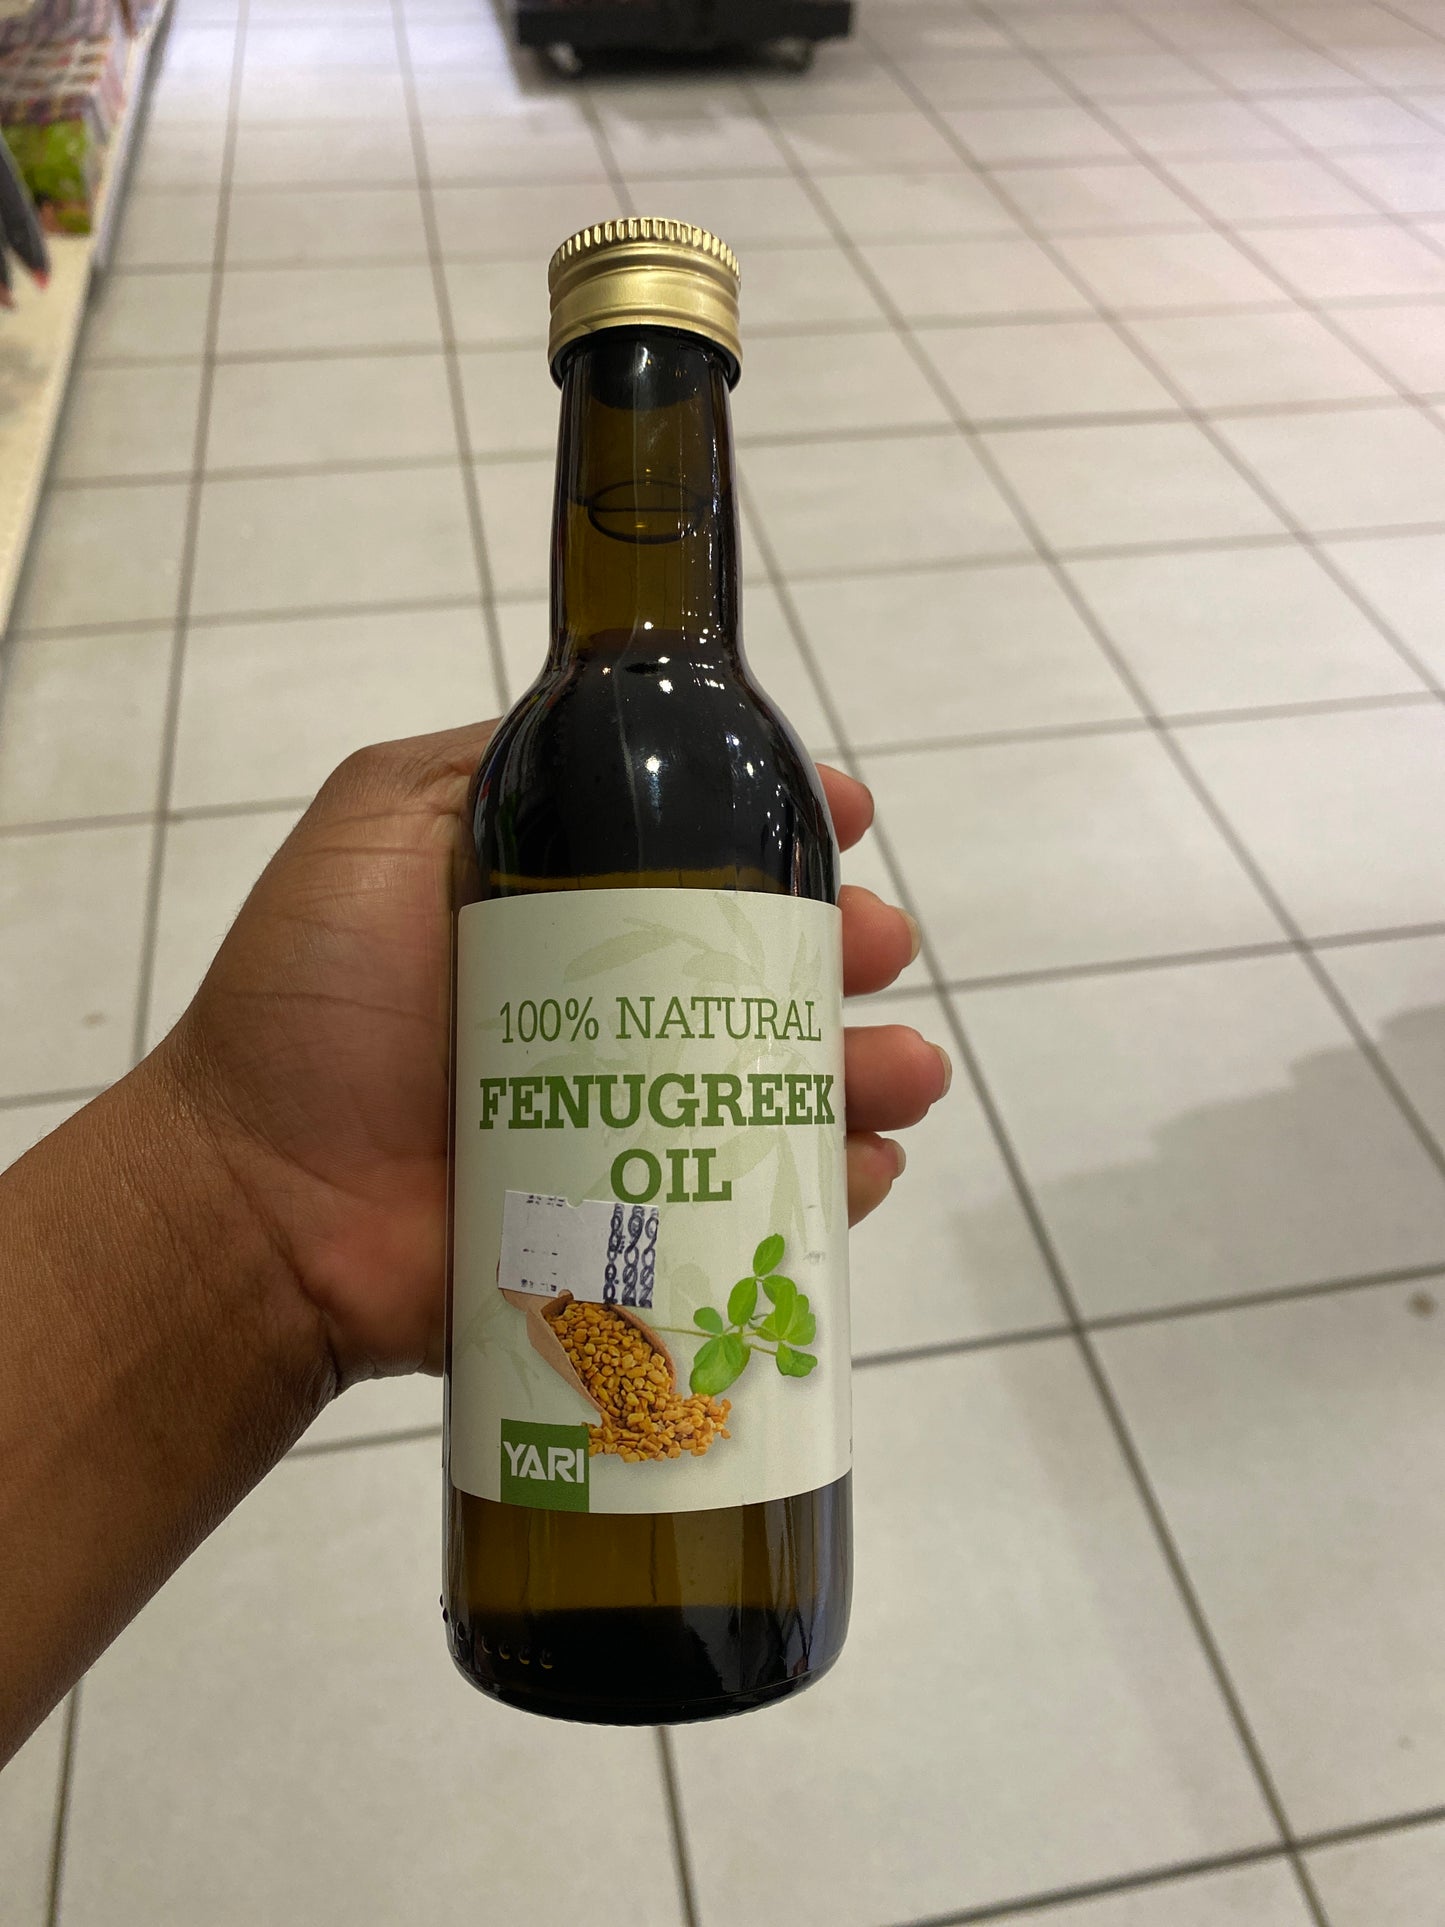 100% NATURAL
FENUGREEK
OIL
YARI